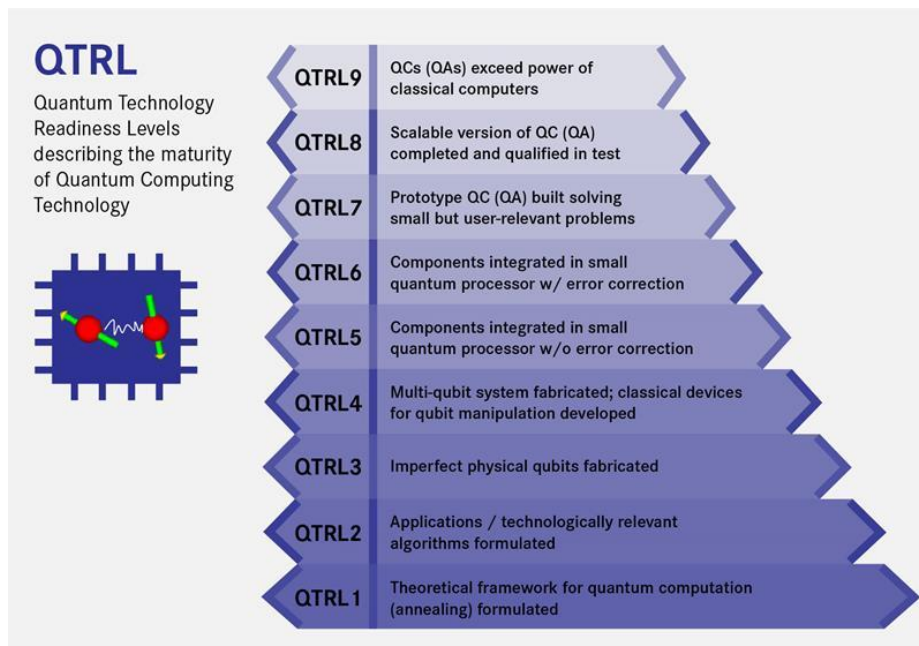 QTRL
Quantum Technology
Readiness Levels
describing the maturity
of Quantum Computing
Technology
QTRL9
QCs (QAs) exceed power of
classical computers
QTRL8
Scalable version of QC (QA)
completed and qualified in test
QTRL7
Prototype QC (QA) built solving
small but user-relevant problems
QTRL6
Components integrated in small
quantum processor w/ error correction
QTRL5
Components integrated in small
quantum processor w/o error correction
QTRL4
Multi-qubit system fabricated; classical devices
for qubit manipulation developed
QTRL3
Imperfect physical qubits fabricated
QTRL2
Applications / technologically relevant
algorithms formulated
QTRL1
Theoretical framework for quantum computation
(annealing) formulated